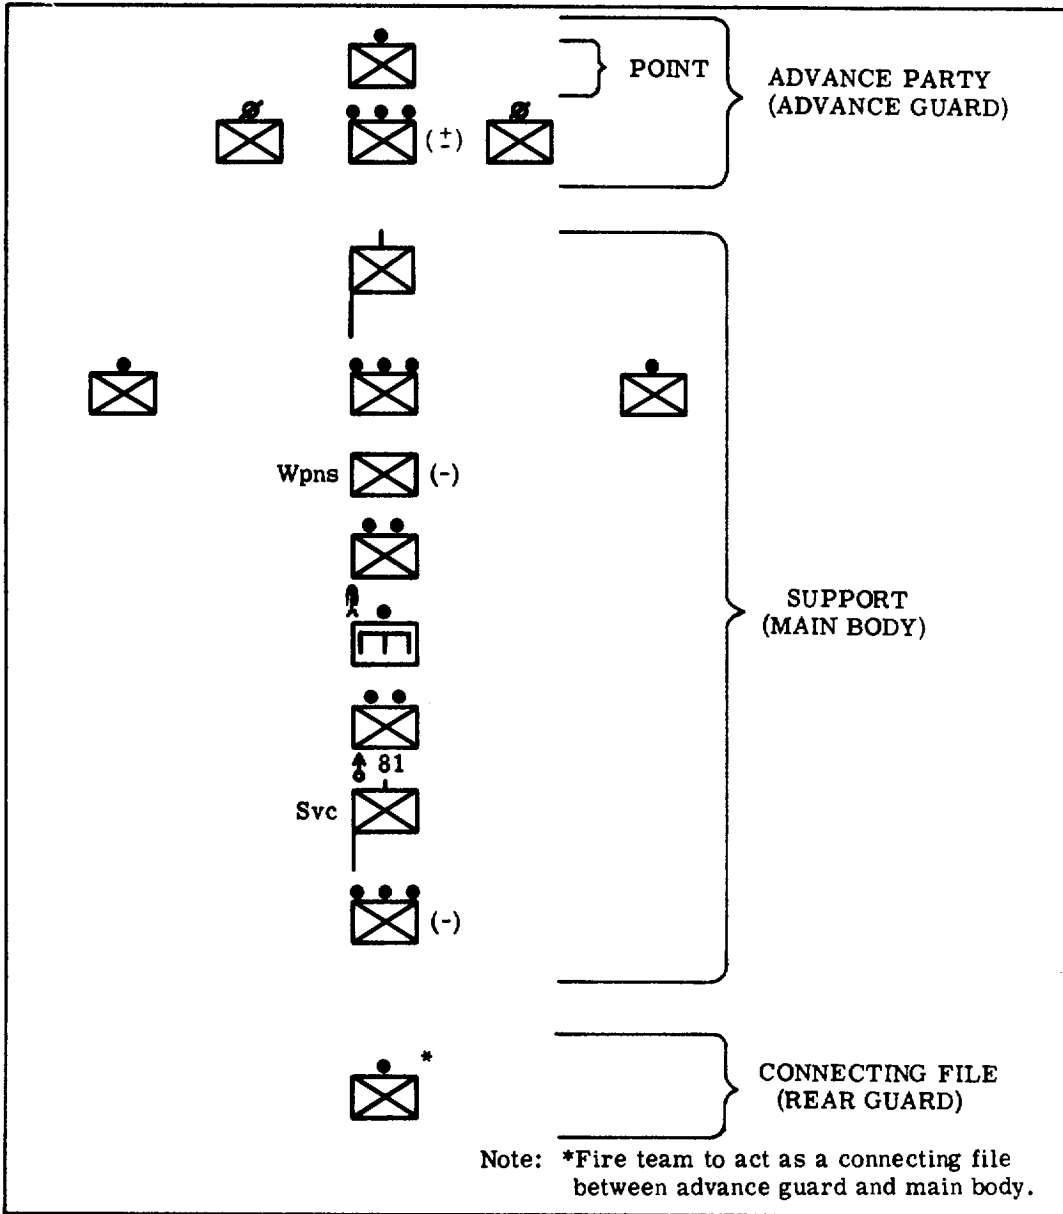 POINT
ADVANCE PARTY
(ADVANCE GUARD)
(±)
Wpns
(-)
SUPPORT
(MAIN BODY)
81
Svc
(-)
*
CONNECTING FILE
(REAR GUARD)
Note: *Fire team to act as a connecting file
between advance guard and main body.